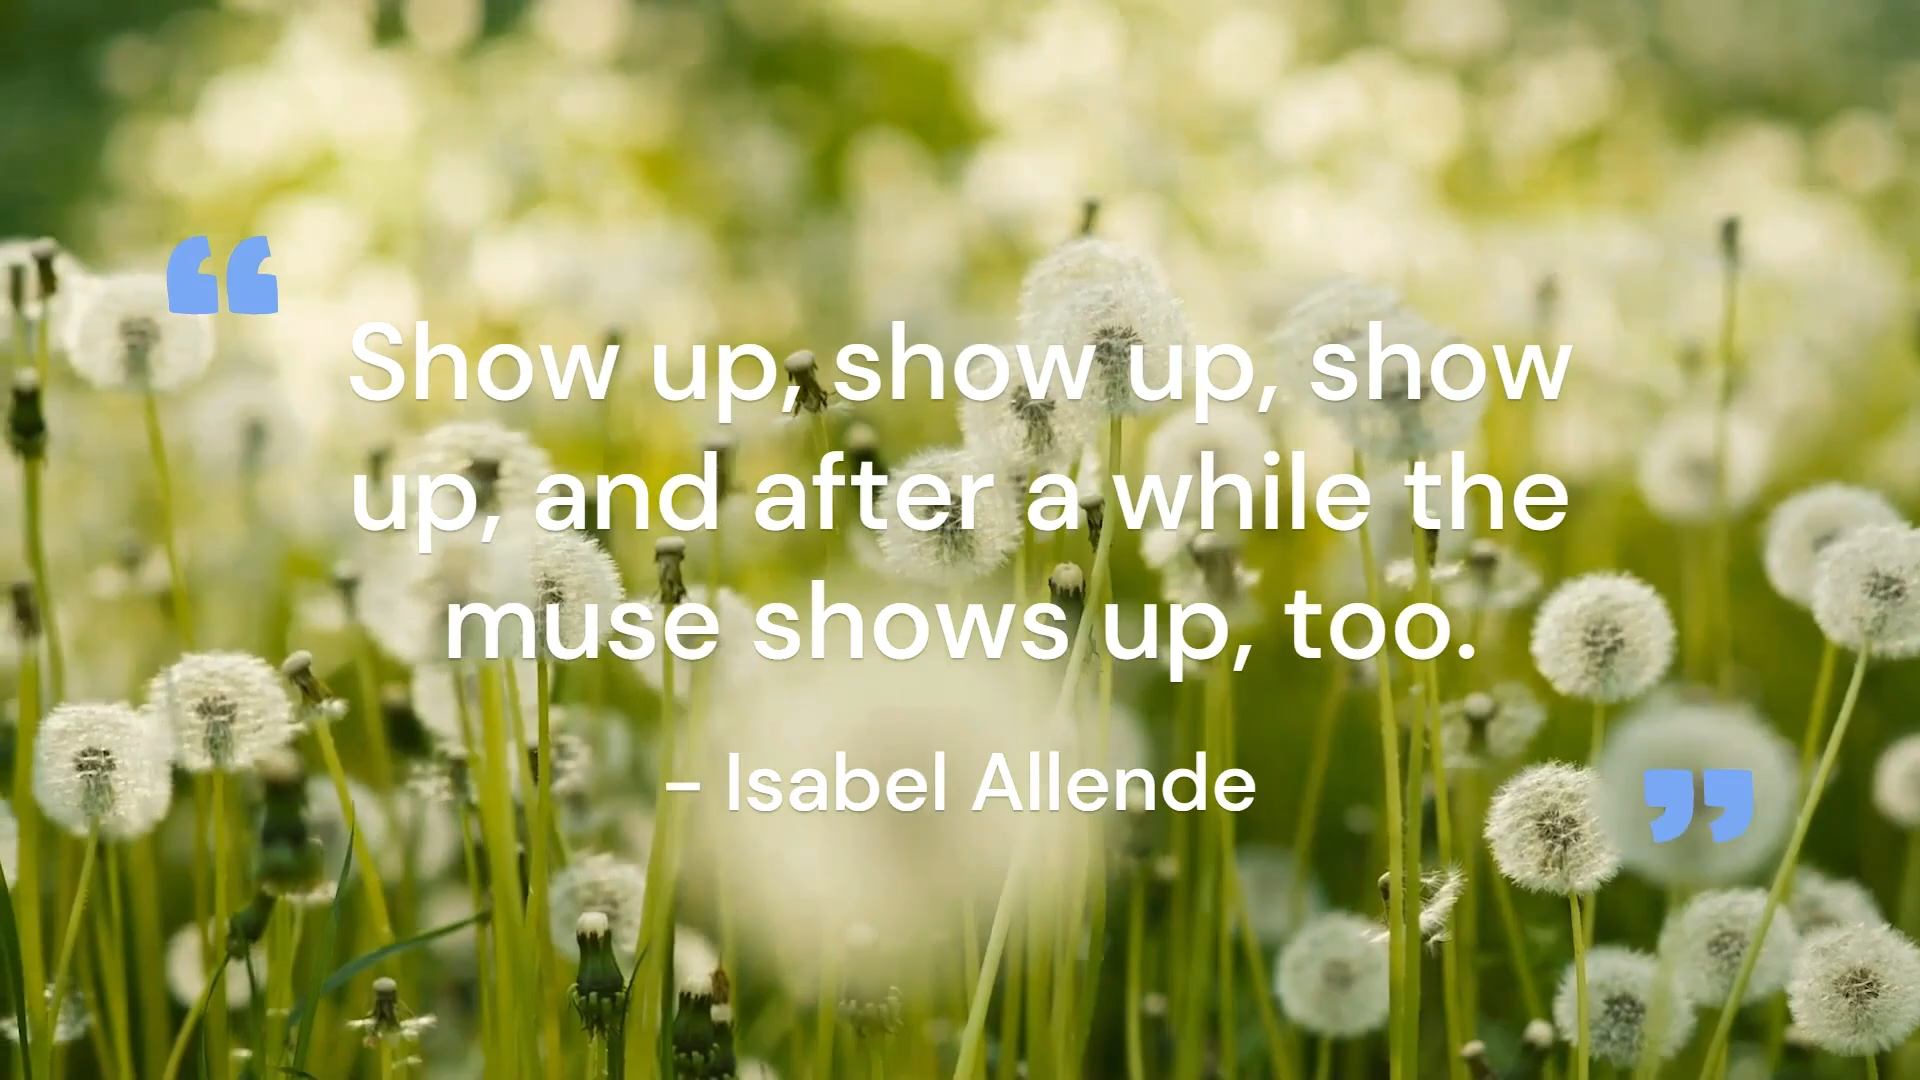 “
Show up, show up, show
up, and after a while the
muse shows up, too.
– Isabel Allende
”